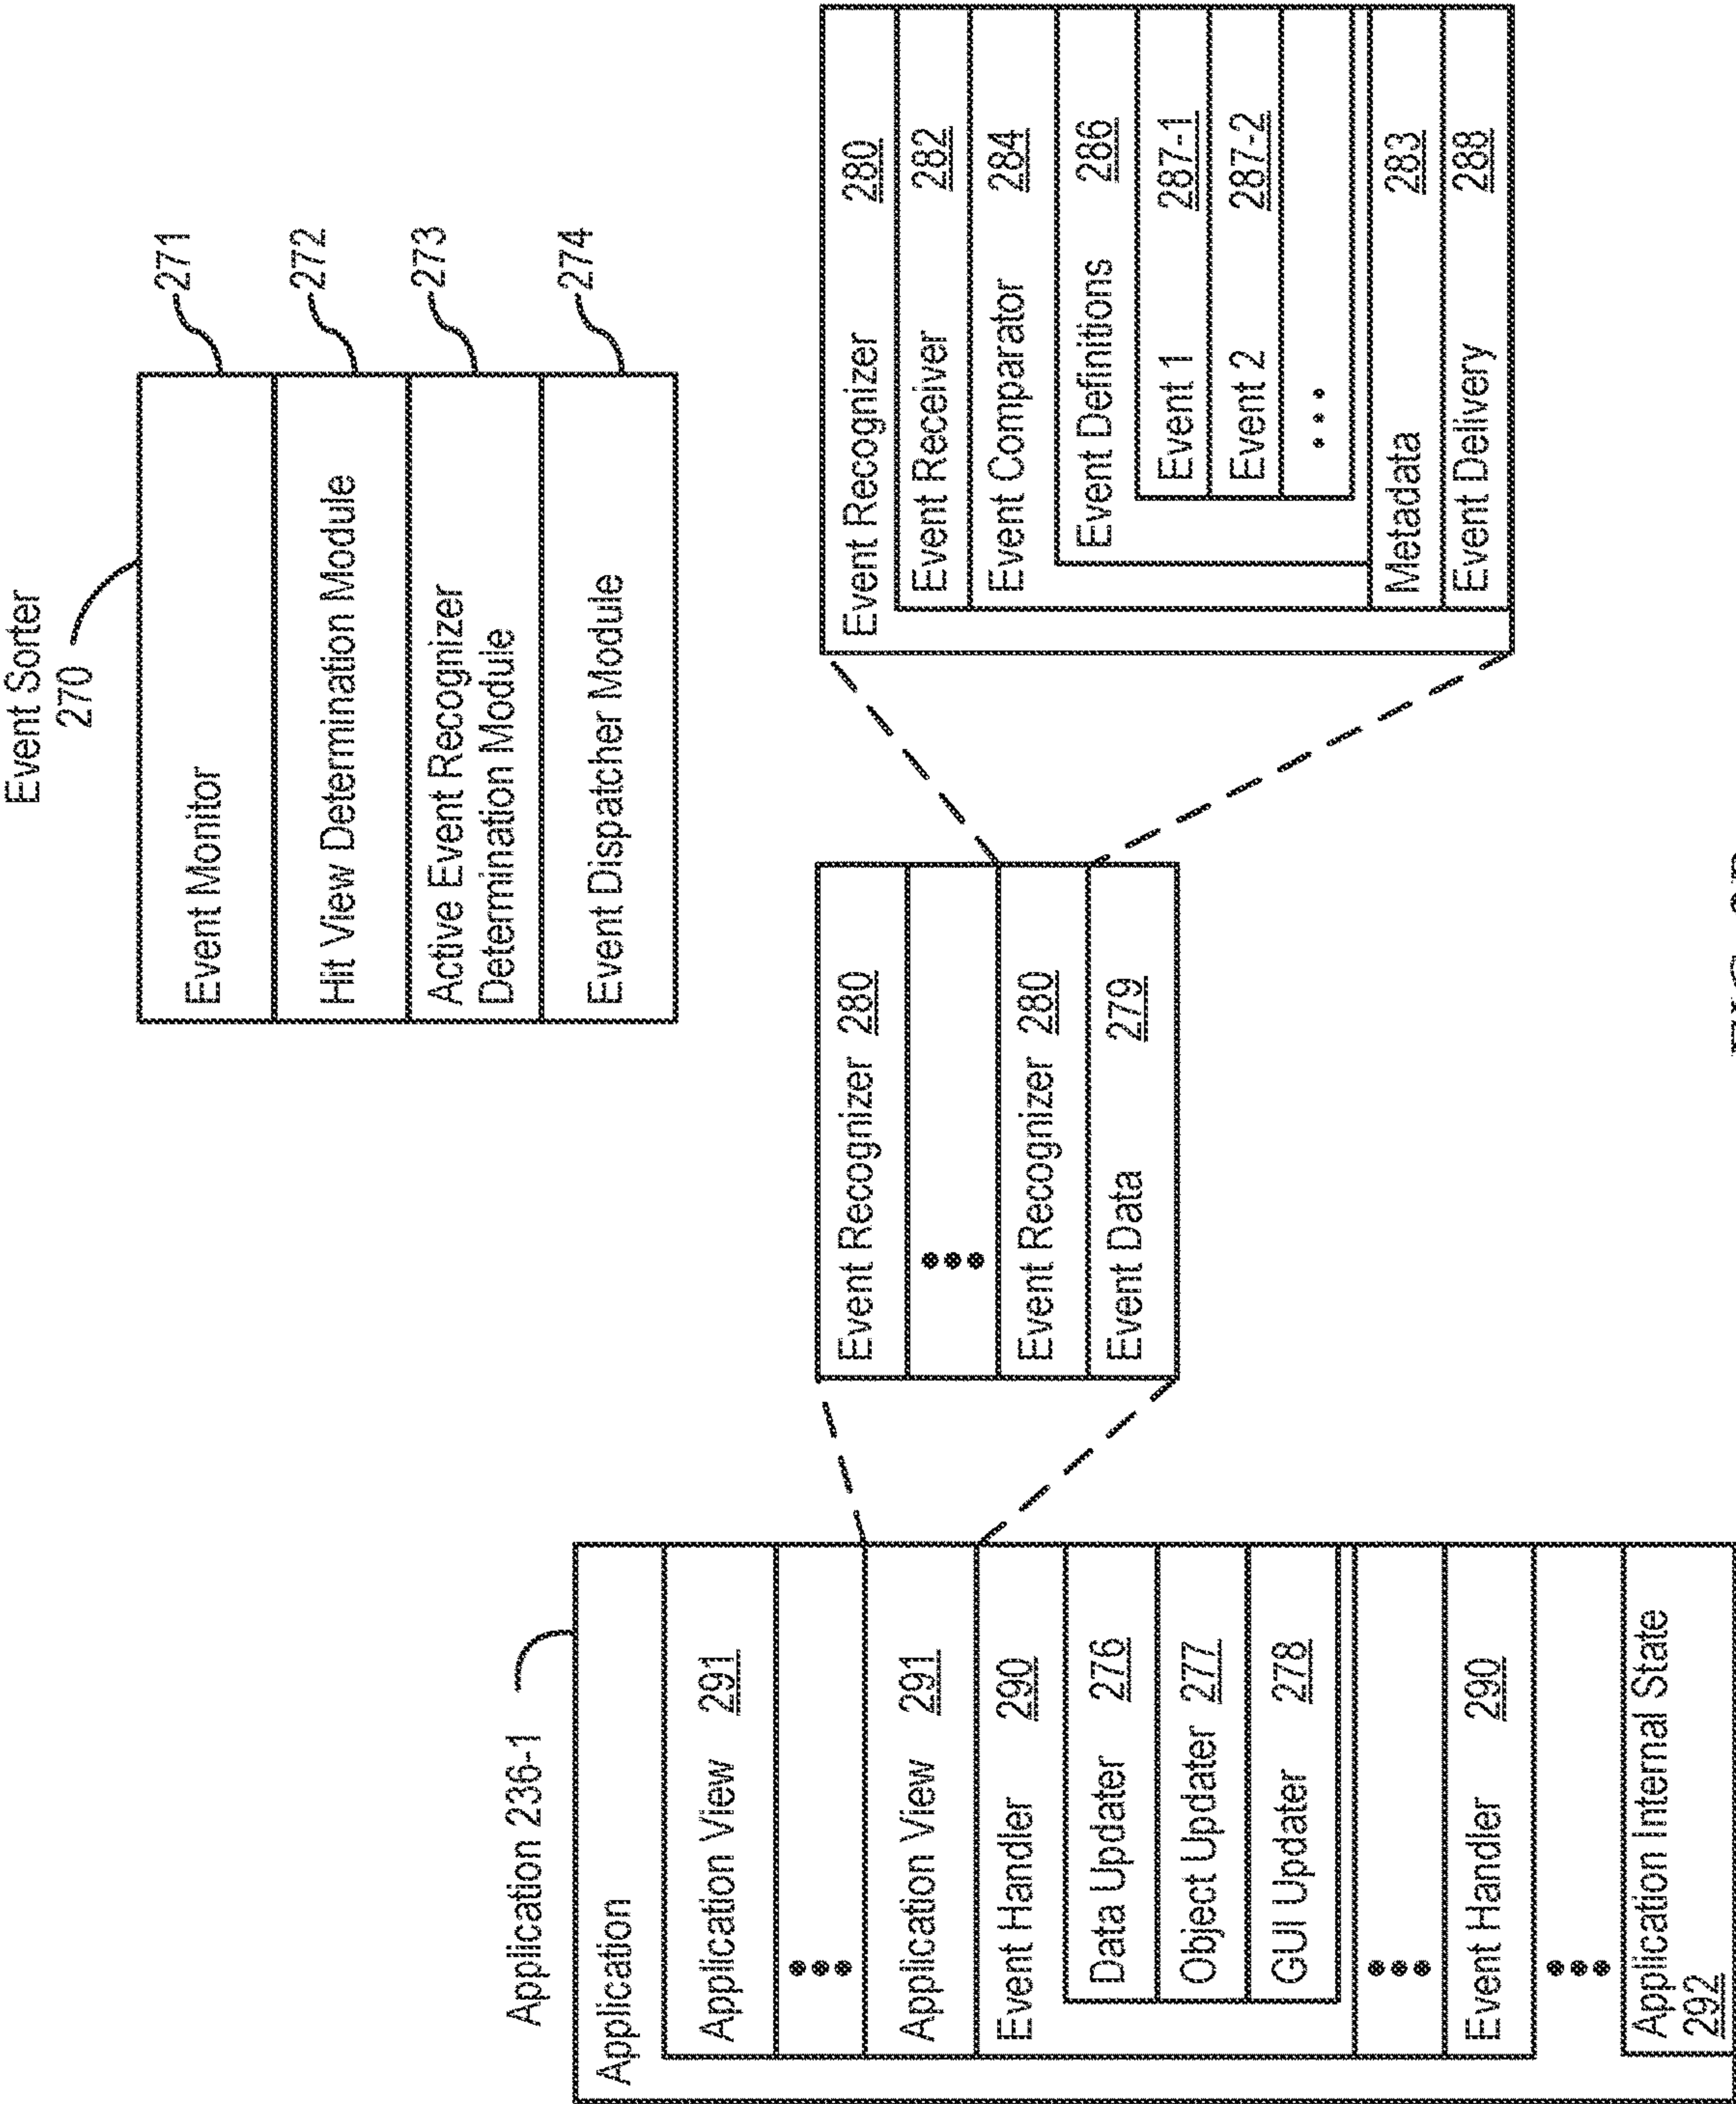 Event Sorter
270
Event Monitor
271
Hit View Determination Module
272
Active Event Recognizer
Determination Module
273
Event Dispatcher Module
274
Application 236-1
Application
Application View 291
•••
Application View 291
Event Handler 290
Data Updater 276
Object Updater 277
GUI Updater 278
•••
Event Handler 290
•••
Application Internal State
292
Event Recognizer 280
•••
Event Recognizer 280
Event Data 279
Event Recognizer 280
Event Receiver 282
Event Comparator 284
Event Definitions 286
Event 1 287-1
Event 2 287-2
•••
Metadata 283
Event Delivery 288